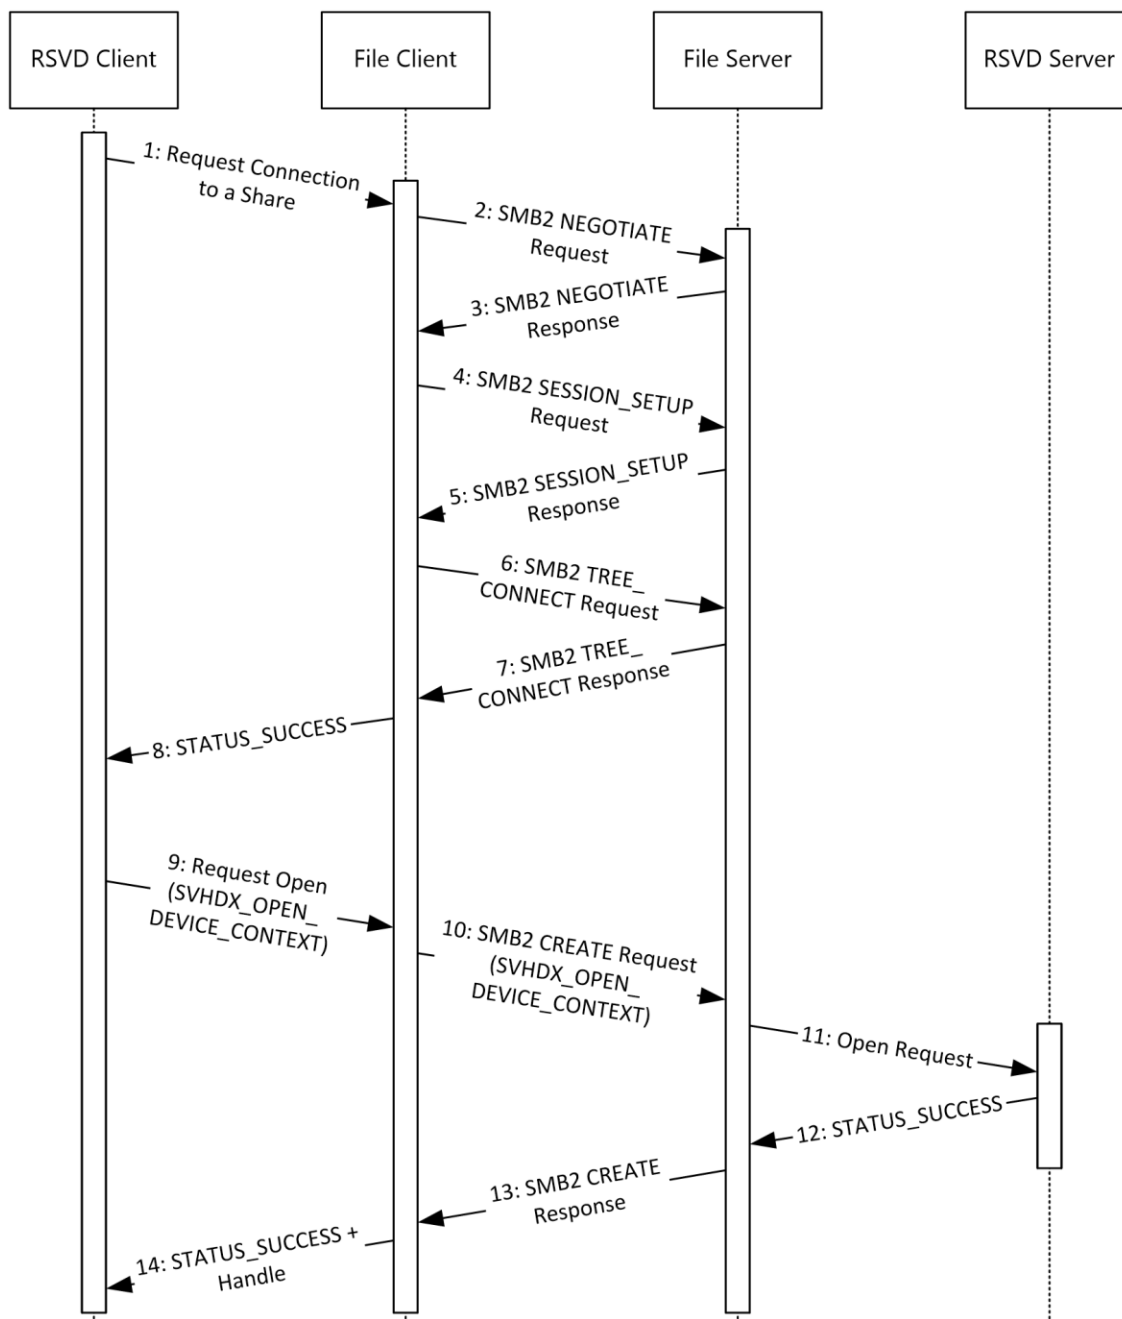 RSVD Client
File Client
File Server
RSVD Server
1: Request Connection
to a Share
2: SMB2 NEGOTIATE
Request
3: SMB2 NEGOTIATE
Response
4: SMB2 SESSION_SETUP
Request
5: SMB2 SESSION_SETUP
Response
6: SMB2 TREE_
CONNECT Request
7: SMB2 TREE_
CONNECT Response
8: STATUS_SUCCESS
9: Request Open
(SVHDX_OPEN_
DEVICE_CONTEXT)
10: SMB2 CREATE Request
(SVHDX_OPEN_
DEVICE_CONTEXT)
11: Open Request
12: STATUS_SUCCESS
13: SMB2 CREATE
Response
14: STATUS_SUCCESS +
Handle